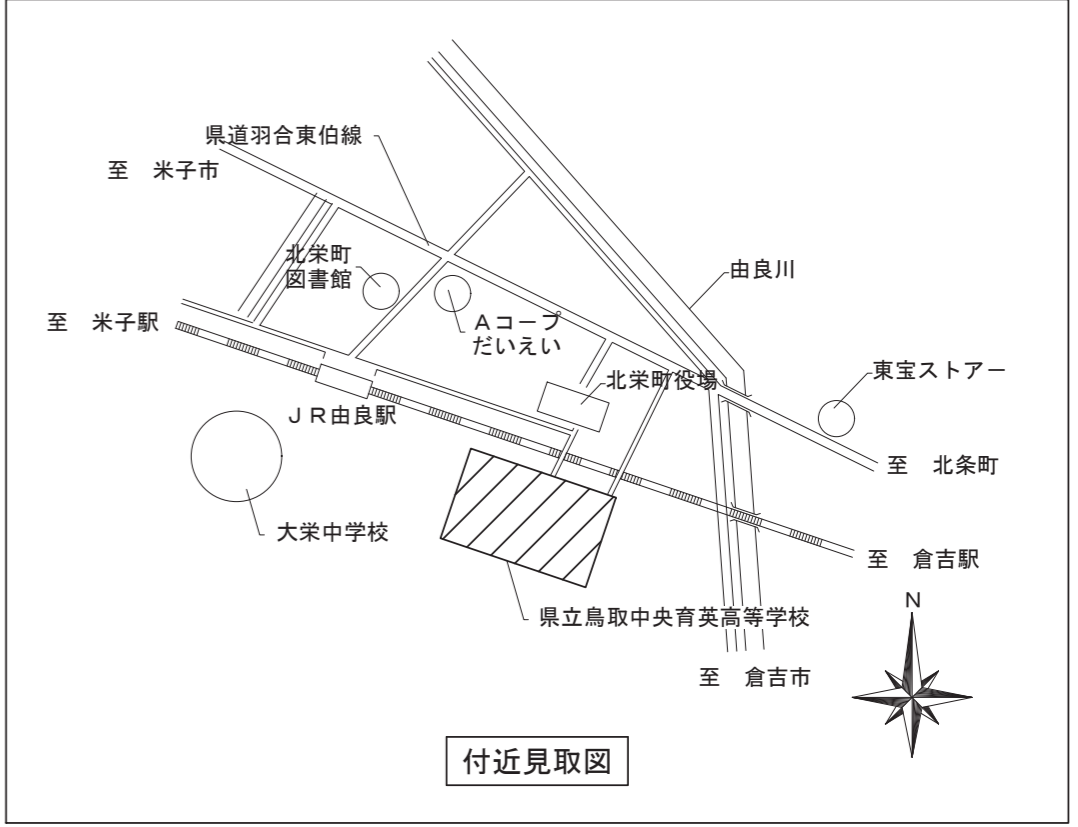 県道羽合東伯線
至　米子市
北栄町
図書館
由良川
至　米子駅
Ａコープ
だいえい
東宝ストアー
北栄町役場
ＪＲ由良駅
至　北条町
大栄中学校
至　倉吉駅
N
県立鳥取中央育英高等学校
至　倉吉市
付近見取図